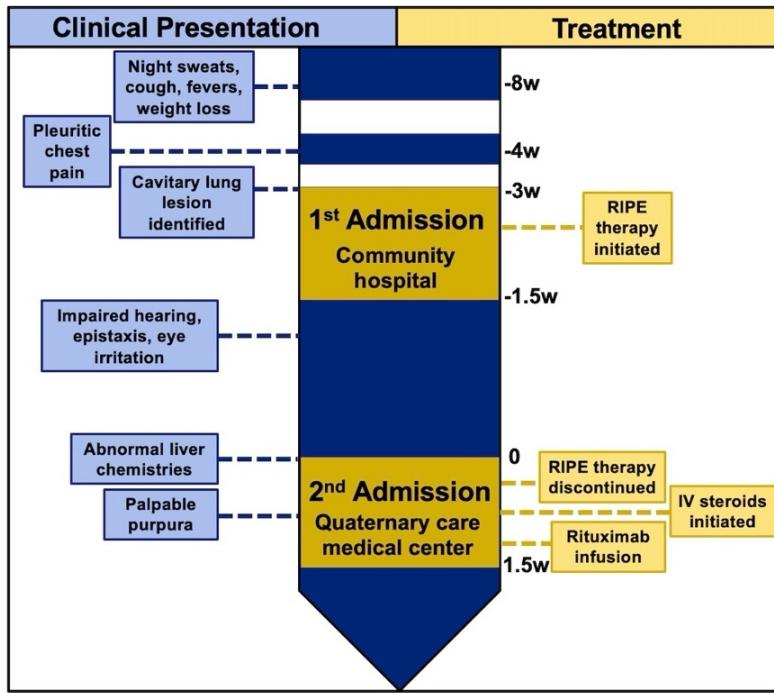 Clinical Presentation
Treatment
Night sweats,
cough, fevers,
weight loss
-8w
Pleuritic
chest
pain
-4w
Cavitary lung
lesion
identified
-3w
1st Admission
Community
hospital
RIPE
therapy
initiated
-1.5w
Impaired hearing,
epistaxis, eye
irritation
Abnormal liver
chemistries
0
2nd Admission
Quaternary care
medical center
RIPE therapy
discontinued
Palpable
purpura
IV steroids
initiated
Rituximab
infusion
1.5w